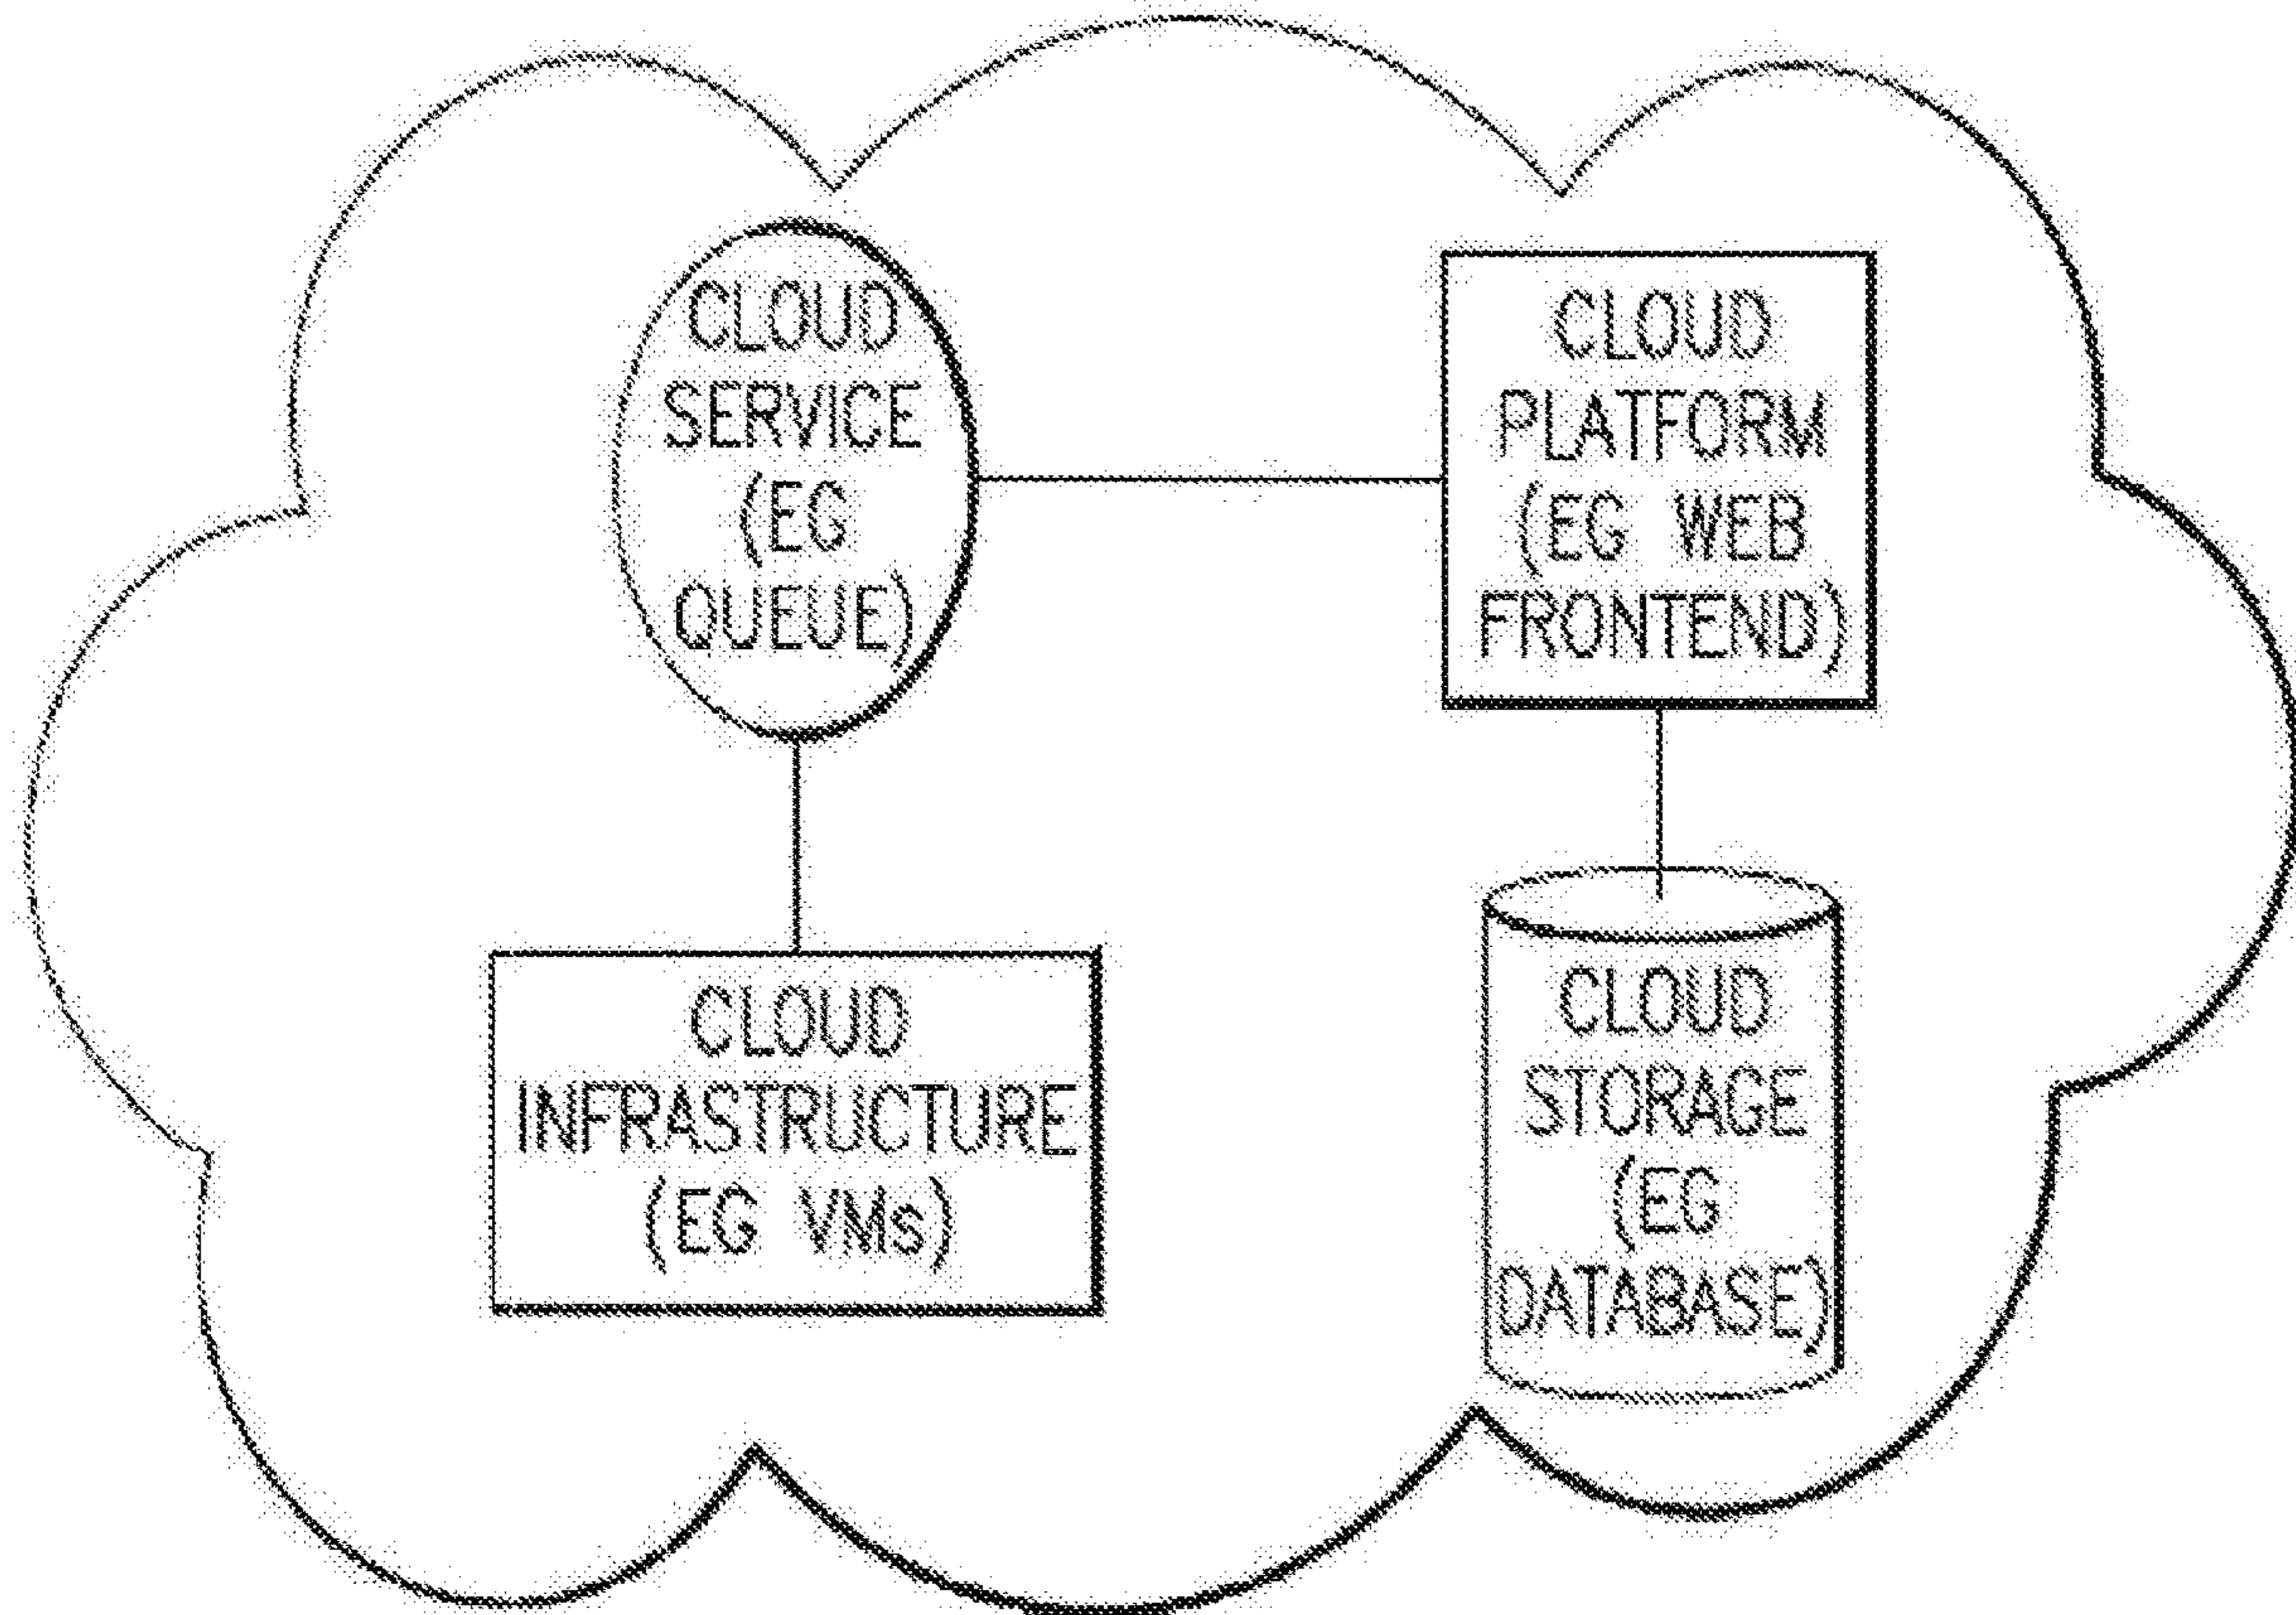 CLOUD
SERVICE
(EG
QUEUE)
CLOUD
PLATFORM
(EG WEB
FRONTEND)
CLOUD
INFRASTRUCTURE
(EG VMs)
CLOUD
STORAGE
(EG
DATABASE)